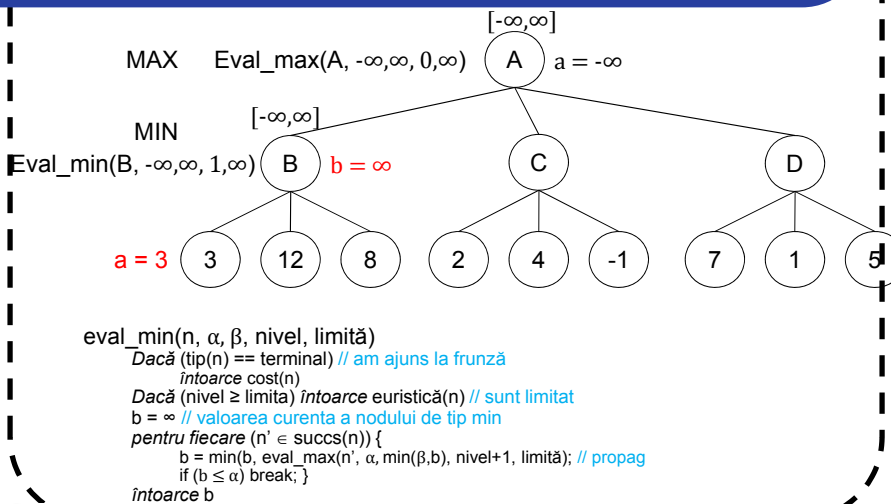 [-∞,∞]
MAX Eval_max(A, -∞,∞, 0,∞) A a = -∞
MIN [-∞,∞]
Eval_min(B, -∞,∞, 1,∞) B b = ∞ C D
a = 3 3 12 8 2 4 -1 7 1 5
eval_min(n, α, β, nivel, limită)
Dacă (tip(n) == terminal) // am ajuns la frunză
întoarce cost(n)
Dacă (nivel ≥ limita) întoarce euristică(n) // sunt limitat
b = ∞ // valoarea curenta a nodului de tip min
pentru fiecare (n' ∈ succs(n)) {
b = min(b, eval_max(n', α, min(β,b), nivel+1, limită); // propag
if (b ≤ α) break; }
întoarce b